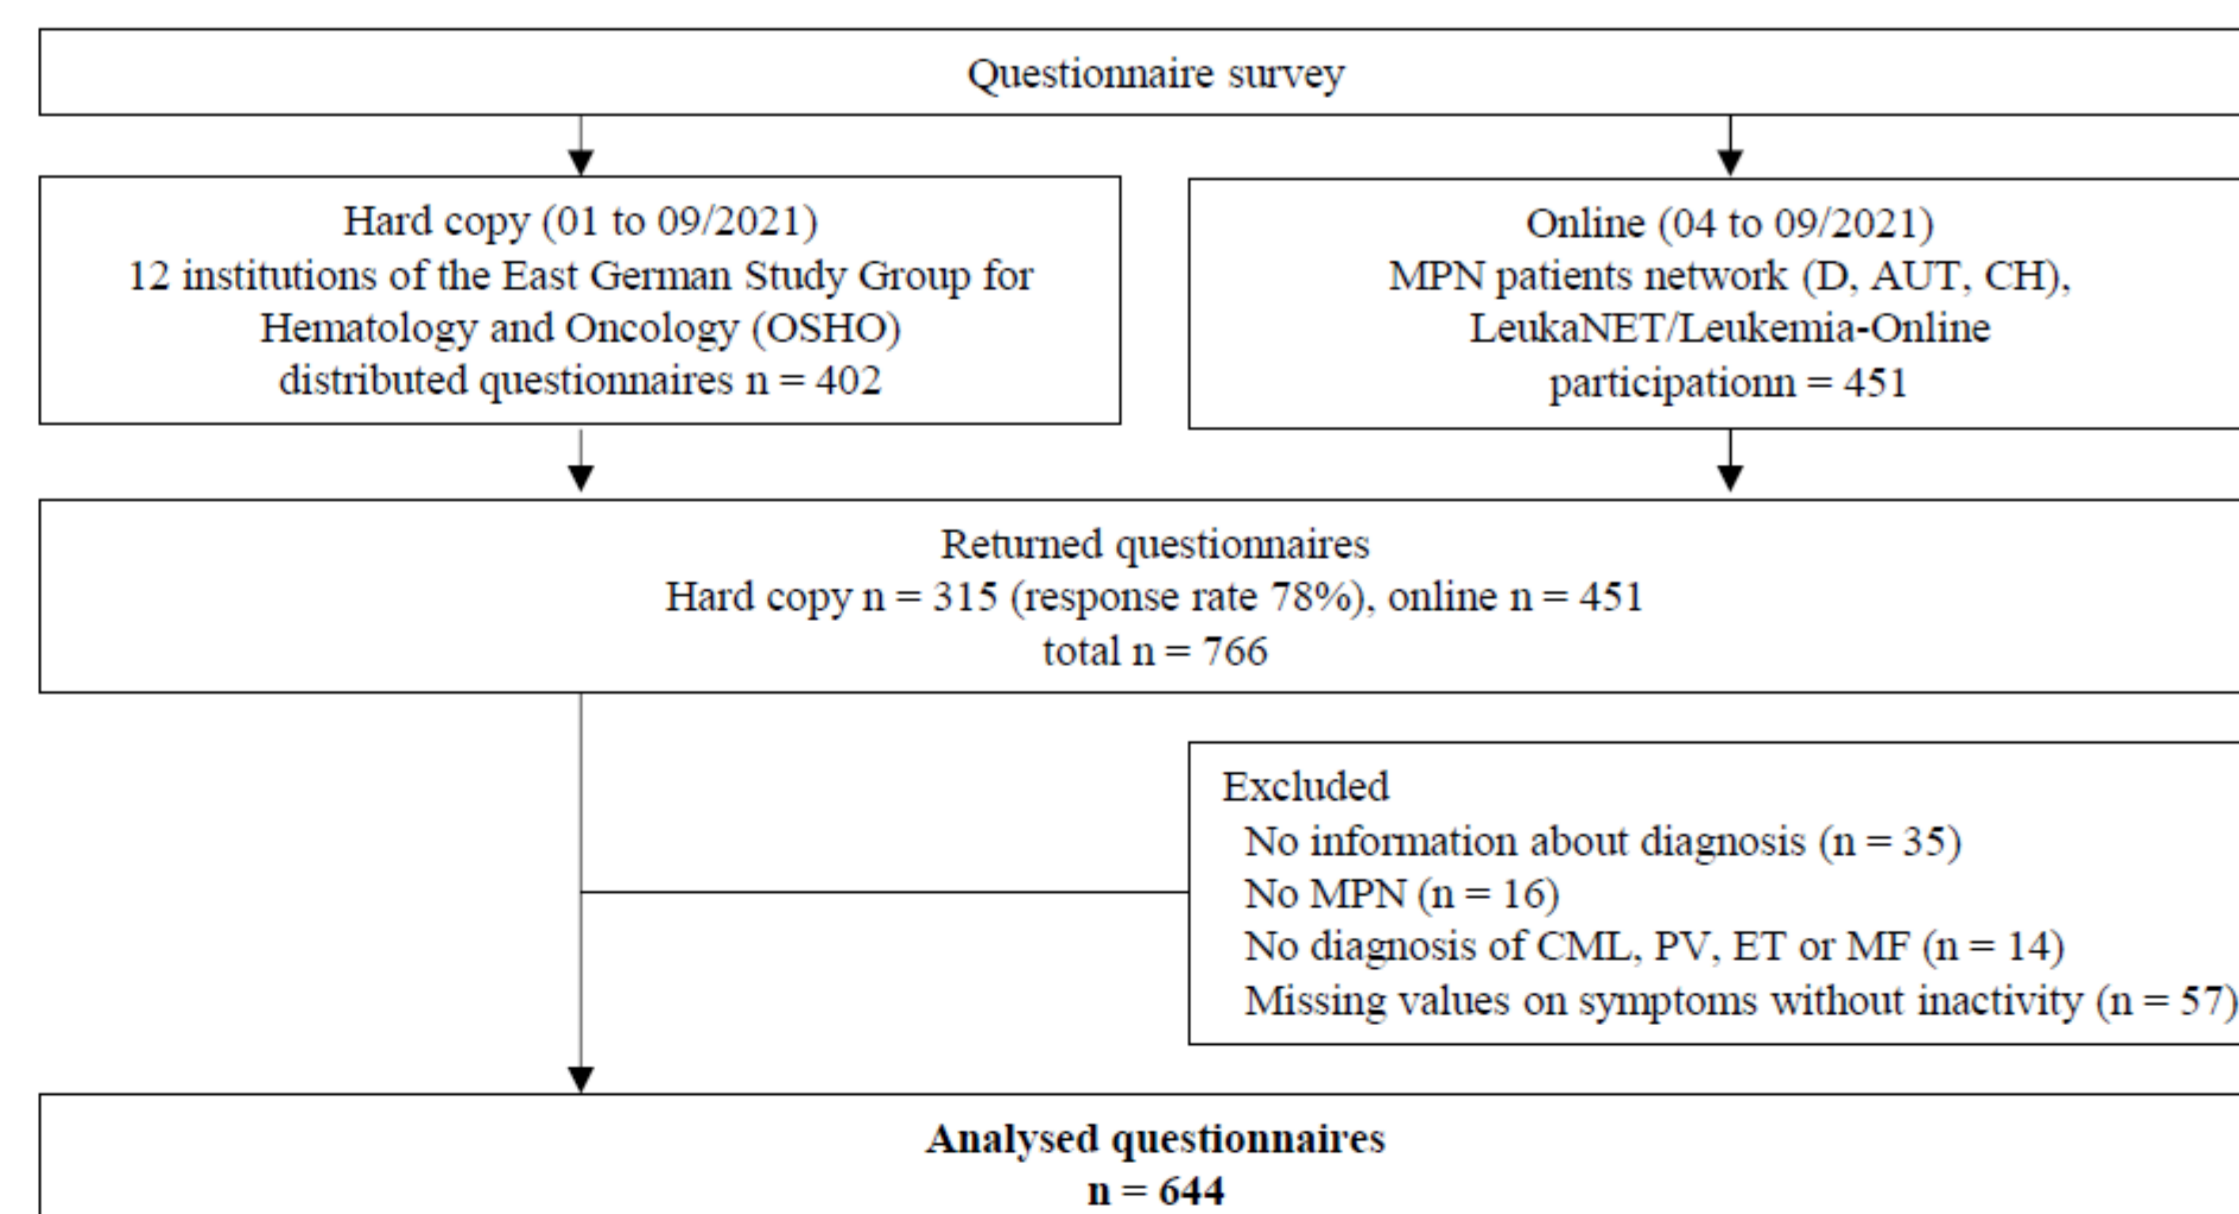 Questionnaire survey
Hard copy (01 to 09/2021)
12 institutions of the East German Study Group for
Hematology and Oncology (OSHO)
distributed questionnaires n = 402
Online (04 to 09/2021)
MPN patients network (D, AUT, CH),
LeukaNET/Leukemia-Online
participationn = 451
Returned questionnaires
Hard copy n = 315 (response rate 78%), online n = 451
total n = 766
Excluded
No information about diagnosis (n = 35)
No MPN (n = 16)
No diagnosis of CML, PV, ET or MF (n = 14)
Missing values on symptoms without inactivity (n = 57)
Analysed questionnaires
n = 644